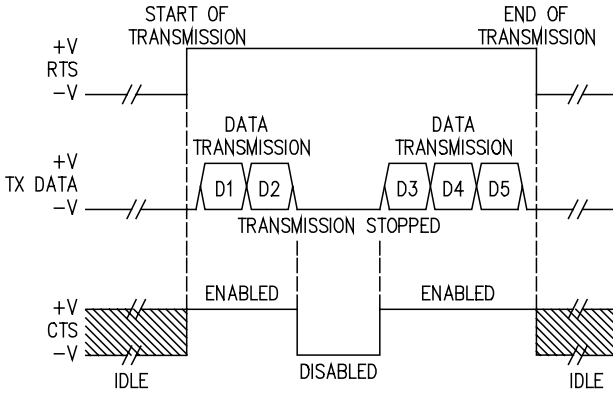 START OF
TRANSMISSION
END OF
TRANSMISSION
+V
RTS
−V
DATA
TRANSMISSION
DATA
TRANSMISSION
+V
TX DATA
−V
D1
D2
D3
D4
D5
TRANSMISSION STOPPED
ENABLED
ENABLED
+V
CTS
−V
IDLE
DISABLED
IDLE